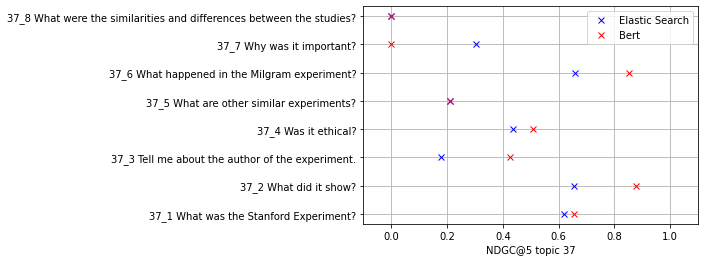 37_8 What were the similarities and differences between the studies?
37_7 Why was it important?
37_6 What happened in the Milgram experiment?
37_5 What are other similar experiments?
37_4 Was it ethical?
37_3 Tell me about the author of the experiment.
37_2 What did it show?
37_1 What was the Stanford Experiment?
Elastic Search
Bert
0.0 0.2 0.4 0.6 0.8 1.0
NDGC@5 topic 37